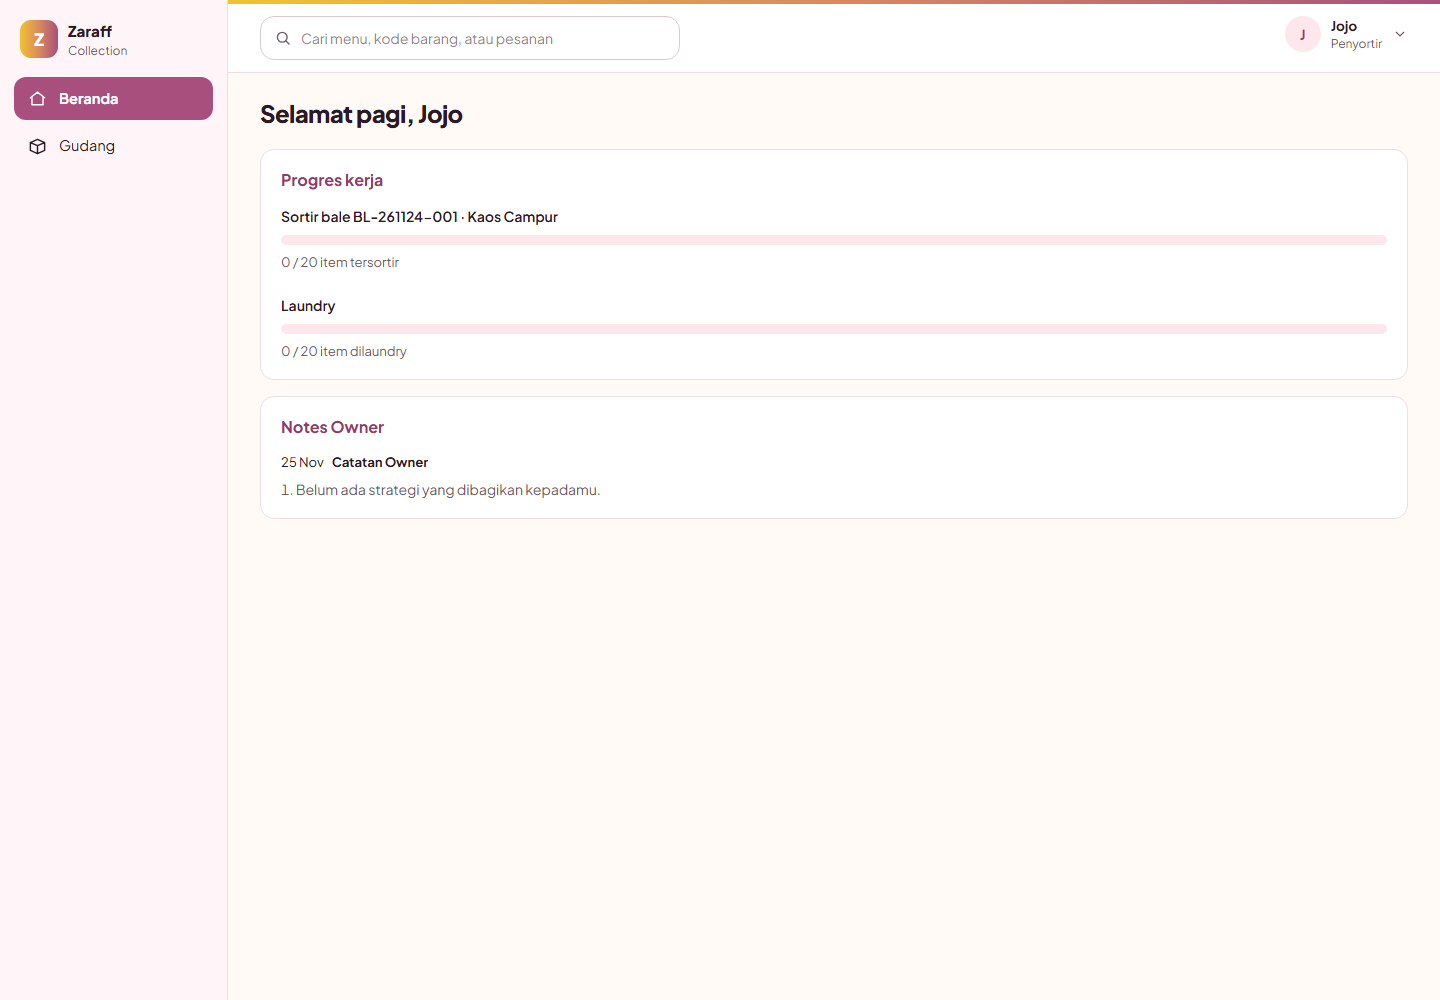 Z
Zaraff
Collection
Beranda
Gudang
Cari menu, kode barang, atau pesanan
J
Jojo
Penyortir
Selamat pagi, Jojo
Progres kerja
Sortir bale BL-261124-001 · Kaos Campur
0 / 20 item tersortir
Laundry
0 / 20 item dilaundry
Notes Owner
25 Nov Catatan Owner
1. Belum ada strategi yang dibagikan kepadamu.